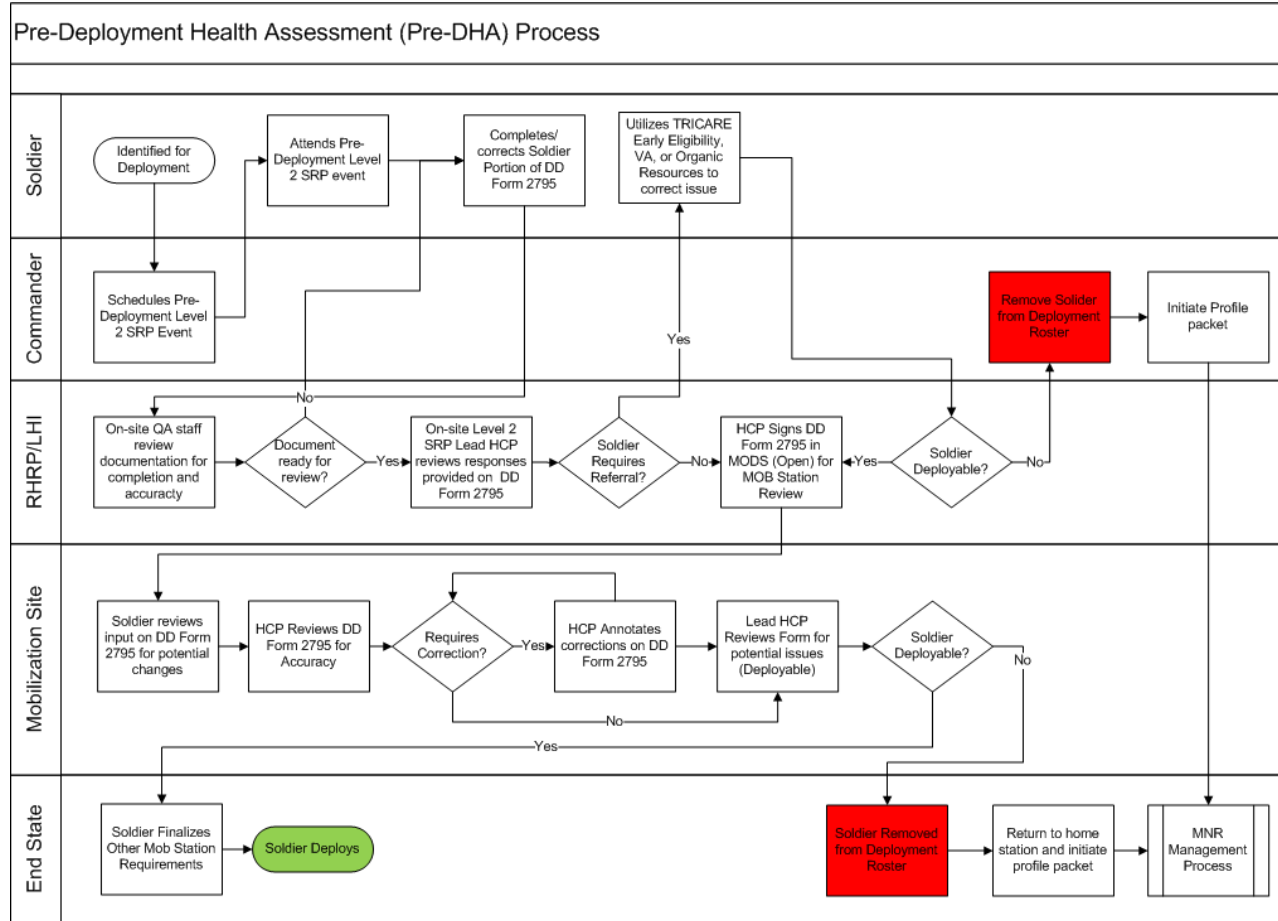 Pre-Deployment Health Assessment (Pre-DHA) Process
Soldier
Identified for
Deployment
Attends Pre-
Deployment Level
2 SRP event
Completes/
corrects Soldier
Portion of DD
Form 2795
Utilizes TRICARE
Early Eligibility,
VA, or Organic
Resources to
correct issue
Commander
Schedules Pre-
Deployment Level
2 SRP Event
Yes
Remove Solider
from Deployment
Roster
Initiate Profile
packet
RHRP/LHI
On-site QA staff
review
documentation for
completion and
accuracy
No
Document
ready for
review?
Yes
On-site Level 2
SRP Lead HCP
reviews responses
provided on DD
Form 2795
Soldier
Requires
Referral?
No
HCP Signs DD
Form 2795 in
MODS (Open) for
MOB Station
Review
Yes
Soldier
Deployable?
No
Mobilization Site
Soldier reviews
input on DD Form
2795 for potential
changes
HCP Reviews DD
Form 2795 for
Accuracy
Requires
Correction?
Yes
HCP Annotates
corrections on DD
Form 2795
No
Lead HCP
Reviews Form for
potential issues
(Deployable)
Soldier
Deployable?
No
Yes
End State
Soldier Finalizes
Other Mob Station
Requirements
Soldier Deploys
Soldier Removed
from Deployment
Roster
Return to home
station and initiate
profile packet
MNR
Management
Process